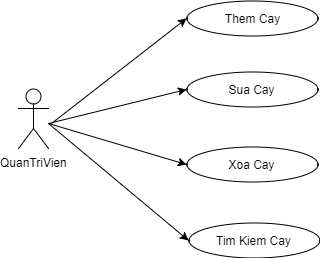 Them Cay
Sua Cay
QuanTriVien
Xoa Cay
Tim Kiem Cay